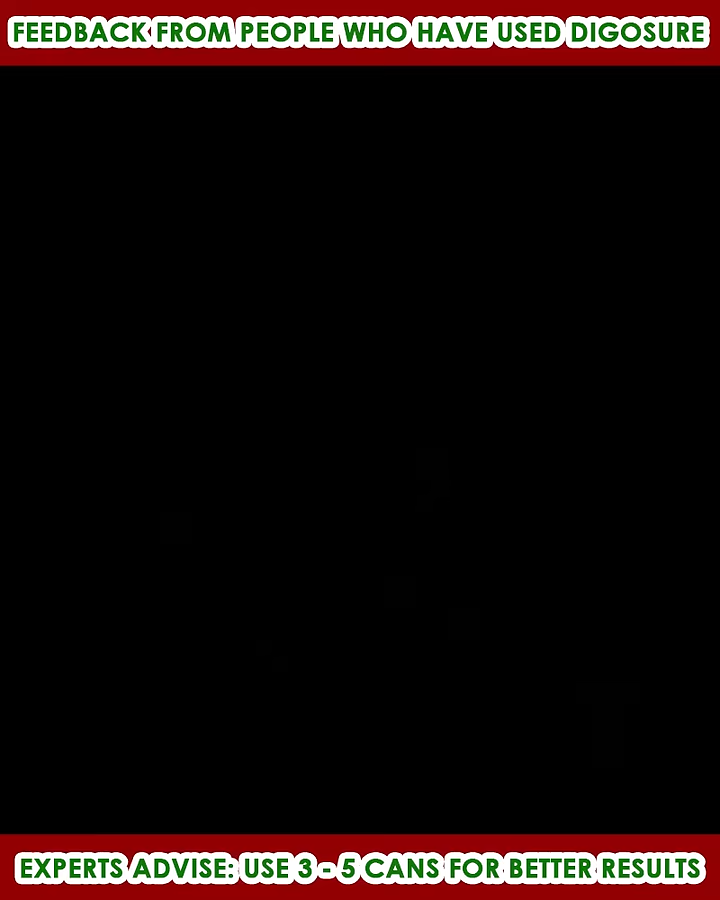 FEEDBACK FROM PEOPLE WHO HAVE USED DIGOSURE
EXPERTS ADVISE: USE 3 - 5 CANS FOR BETTER RESULTS